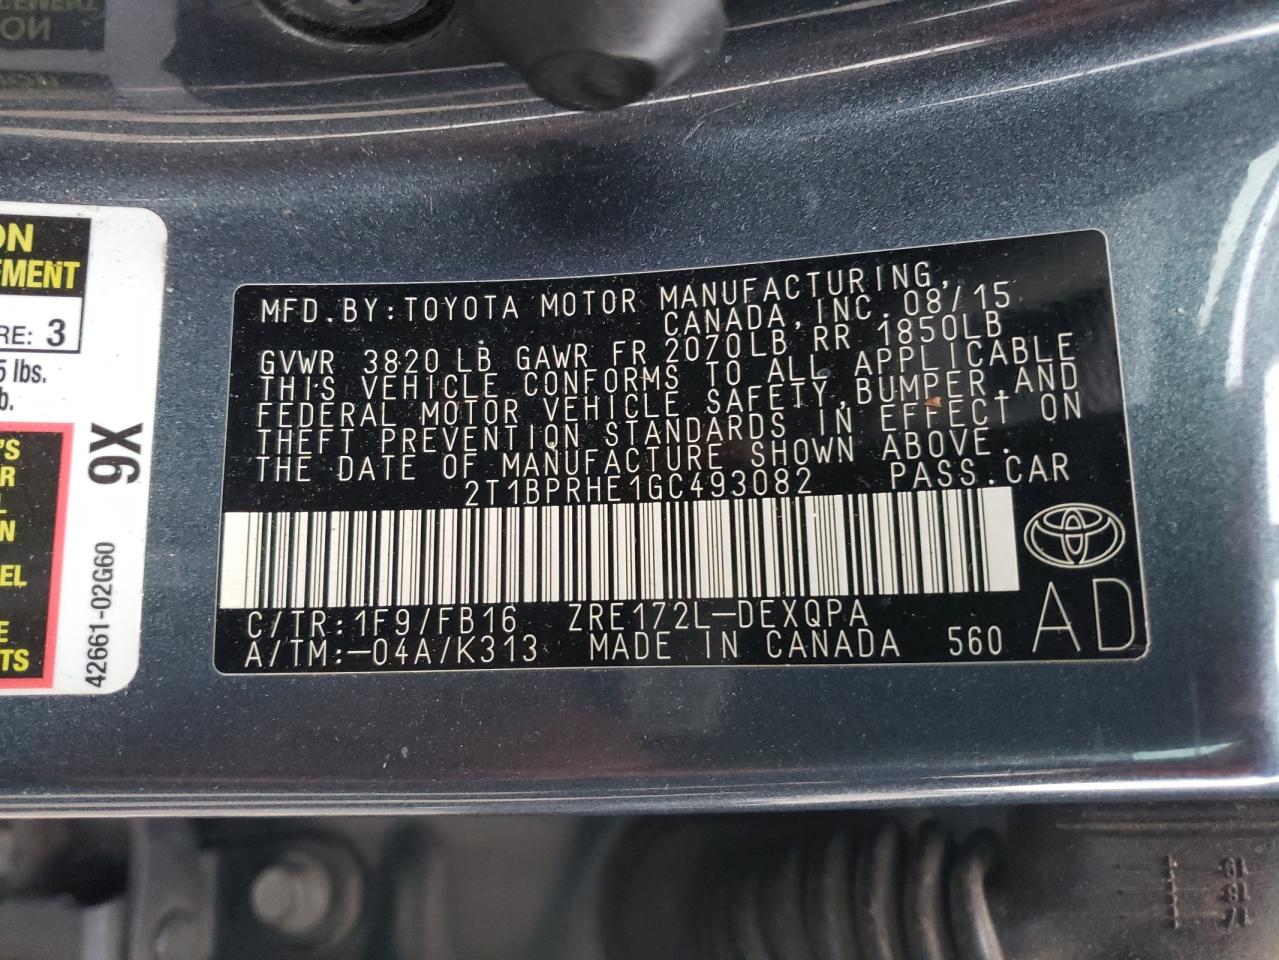 ON
EMENT
RE: 3
5 lbs.
b.
'S
R
L
N
EL
E
TS
9X
42661-02G60
MFD.BY:TOYOTA MOTOR MANUFACTURING,
CANADA,INC.08/15
GVWR 3820 LB GAWR FR 2070LB RR 1850LB
THIS VEHICLE CONFORMS TO ALL APPLICABLE
FEDERAL MOTOR VEHICLE SAFETY,BUMPER,AND
THEFT PREVENTION STANDARDS IN EFFECT ON
THE DATE OF MANUFACTURE SHOWN ABOVE.
2T1BPRHE1GC493082 PASS.CAR
C/TR:1F9/FB16 ZRE172L-DEXQPA
A/TM:-04A/K313 MADE IN CANADA 560
AD